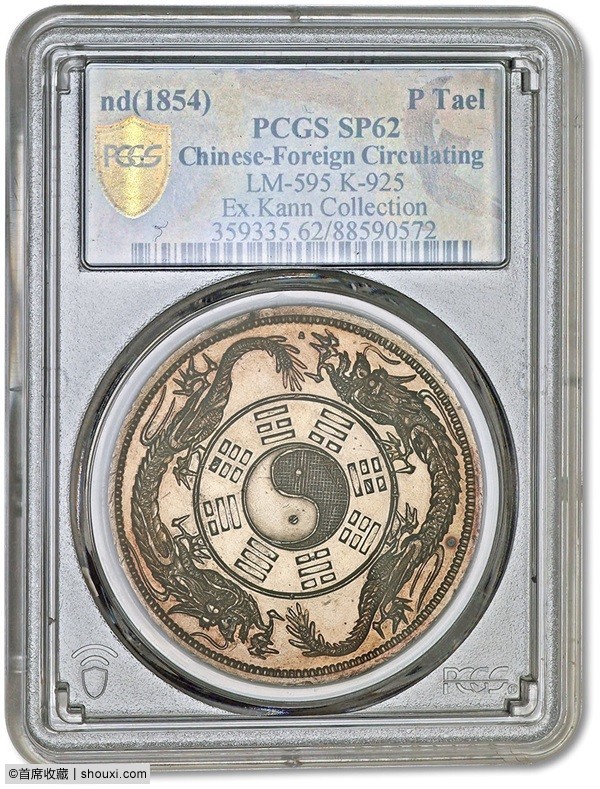 nd(1854) P Tael
PCGS SP62
PCGS
Chinese-Foreign Circulating
LM-595 K-925
Ex.Kann Collection
359335.62/88590572
PCGS
©首席收藏 | shouxi.com